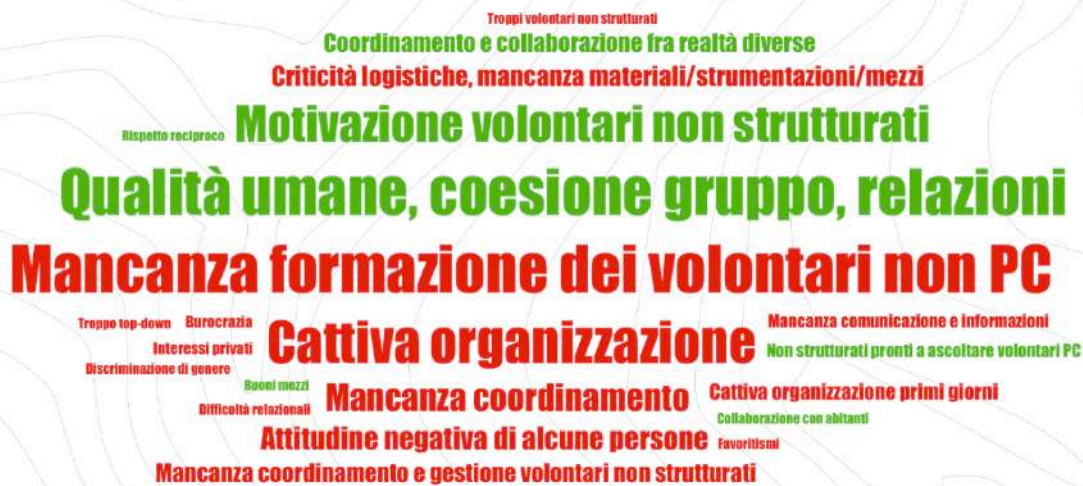 Troppi volontari non strutturati
Coordinamento e collaborazione fra realtà diverse
Criticità logistiche, mancanza materiali/strumentazioni/mezzi
Rispetto reciproco Motivazione volontari non strutturati
Qualità umane, coesione gruppo, relazioni
Mancanza formazione dei volontari non PC
Troppo top-down Burocrazia
Interessi privati
Discriminazione di genere
Cattiva organizzazione
Mancanza comunicazione e informazioni
Non strutturati pronti a ascoltare volontari PC
Buoni mezzi
Difficoltà relazionali
Mancanza coordinamento
Cattiva organizzazione primi giorni
Collaborazione con abitanti
Attitudine negativa di alcune persone Favoritismi
Mancanza coordinamento e gestione volontari non strutturati